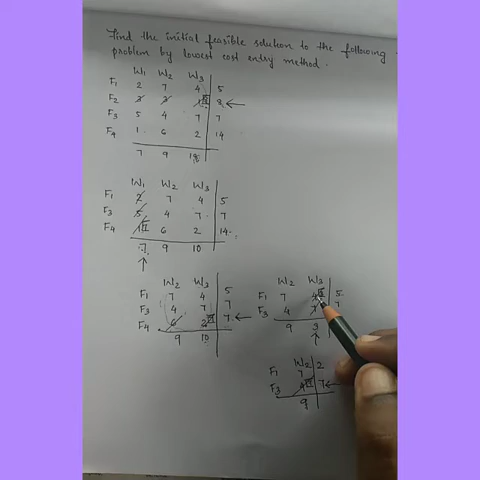 Find the initial feasible solution to the following
problem by lowest cost entry method.
W1 W2 W3
F1 2 7 4 5
F2 3 3 1 8
F3 5 4 7 7
F4 1 6 2 14
7 9 18
W1 W2 W3
F1 2 7 4 5
F3 5 4 7 7
F4 1 7 6 2 14
7 9 10
W2 W3
F1 7 4 5
F3 4 7 7
F4 6 2 7 7
9 10
W2 W3
F1 7 4 5
F3 4 7 7
9 3
W2
F1 7 2
F3 4 7 7
9